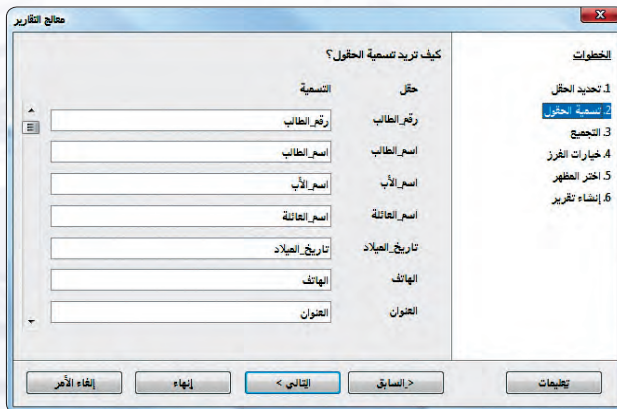 معالج التقارير
الخطوات
1. تحديد الحقل
2. تسمية الحقول
3. التجميع
4. خيارات الفرز
5. اختر المظهر
6. إنشاء تقرير
كيف تريد تسمية الحقول؟
حقل التسمية
رقم_الطالب رقم_الطالب
اسم_الطالب اسم_الطالب
اسم_الأب اسم_الأب
اسم_العائلة اسم_العائلة
تاريخ_الميلاد تاريخ_الميلاد
الهاتف الهاتف
العنوان العنوان
تعليمات <السابق التالي > إنهاء إلغاء الأمر